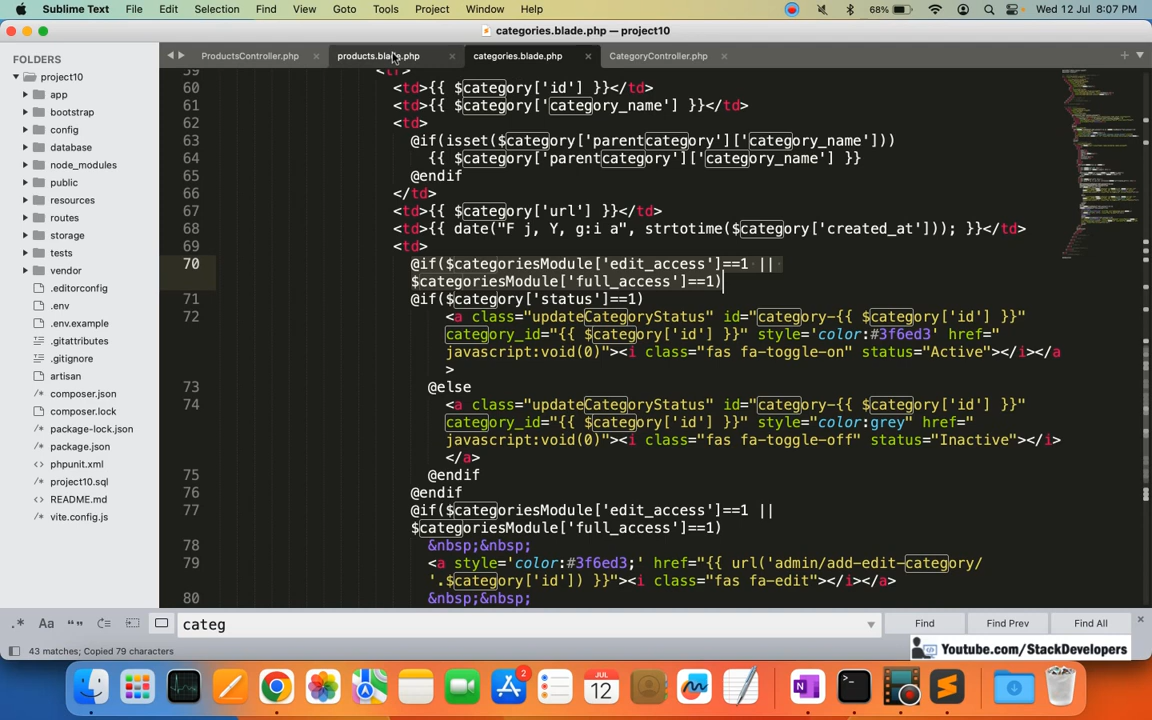 Sublime Text File Edit Selection Find View Goto Tools Project Window Help 68% Wed 12 Jul 8:07 PM
categories.blade.php — project10
FOLDERS
project10
app
bootstrap
config
database
node_modules
public
resources
routes
storage
tests
vendor
.editorconfig
.env
.env.example
.gitattributes
.gitignore
artisan
composer.json
composer.lock
package-lock.json
package.json
phpunit.xml
project10.sql
README.md
vite.config.js
ProductsController.php products.blade.php categories.blade.php CategoryController.php
59 <tr>
60 <td>{{ $category['id'] }}</td>
61 <td>{{ $category['category_name'] }}</td>
62 <td>
63 @if(isset($category['parentcategory']['category_name']))
64 {{ $category['parentcategory']['category_name'] }}
65 @endif
66 </td>
67 <td>{{ $category['url'] }}</td>
68 <td>{{ date("F j, Y, g:i a", strtotime($category['created_at'])); }}</td>
69 <td>
70 @if($categoriesModule['edit_access']==1 ||
$categoriesModule['full_access']==1)
71 @if($category['status']==1)
72 <a class="updateCategoryStatus" id="category-{{ $category['id'] }}"
category_id="{{ $category['id'] }}" style='color:#3f6ed3' href="
javascript:void(0)"><i class="fas fa-toggle-on" status="Active"></i></a
>
73 @else
74 <a class="updateCategoryStatus" id="category-{{ $category['id'] }}"
category_id="{{ $category['id'] }}" style="color:grey" href="
javascript:void(0)"><i class="fas fa-toggle-off" status="Inactive"></i>
</a>
75 @endif
76 @endif
77 @if($categoriesModule['edit_access']==1 ||
$categoriesModule['full_access']==1)
78 &nbsp;&nbsp;
79 <a style='color:#3f6ed3;' href="{{ url('admin/add-edit-category/
'.$category['id']) }}"><i class="fas fa-edit"></i></a>
80 &nbsp;&nbsp;
categ
Find Find Prev Find All
43 matches; Copied 79 characters
Youtube.com/StackDevelopers
2
JUL
12